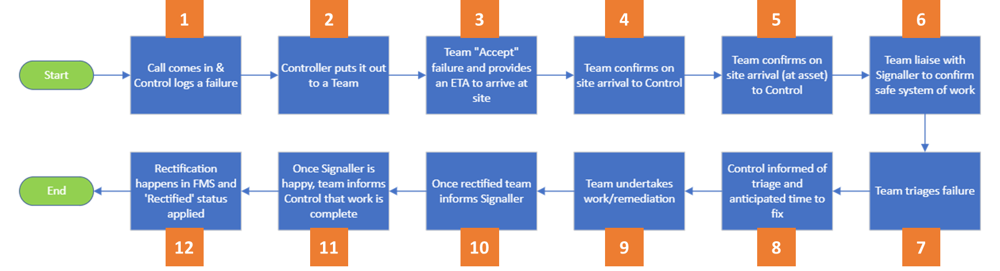 1
2
3
4
5
6
Start
Call comes in &
Control logs a failure
Controller puts it out
to a Team
Team "Accept"
failure and provides
an ETA to arrive at
site
Team confirms on
site arrival to Control
Team confirms on
site arrival (at asset)
to Control
Team liaise with
Signaller to confirm
safe system of work
Team triages failure
Control informed of
triage and
anticipated time to
fix
Team undertakes
work/remediation
Once rectified team
informs Signaller
Once Signaller is
happy, team informs
Control that work is
complete
Rectification
happens in FMS and
'Rectified' status
applied
End
7
8
9
10
11
12